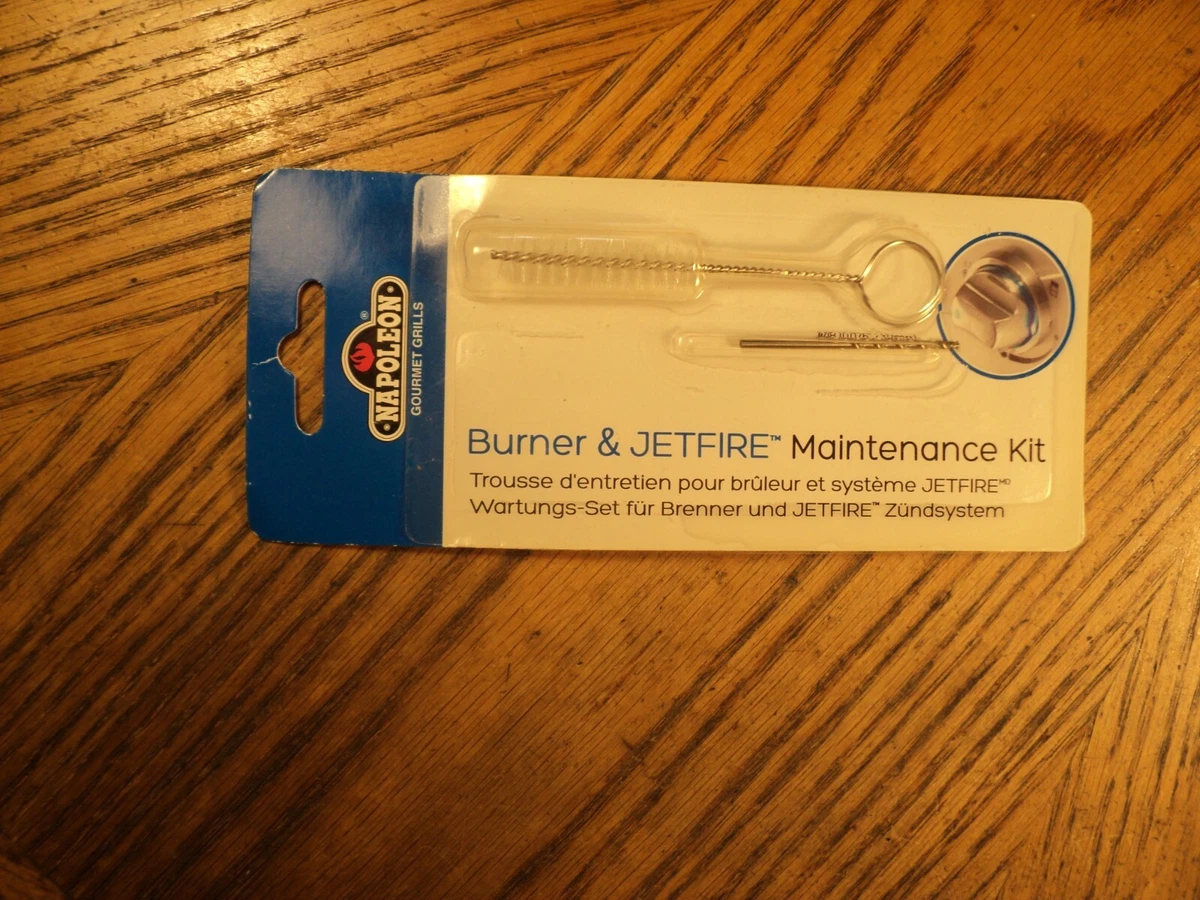 NAPOLEON®
GOURMET GRILLS
Burner & JETFIRE™ Maintenance Kit
Trousse d'entretien pour brûleur et système JETFIREᴹᴰ
Wartungs-Set für Brenner und JETFIRE™ Zündsystem